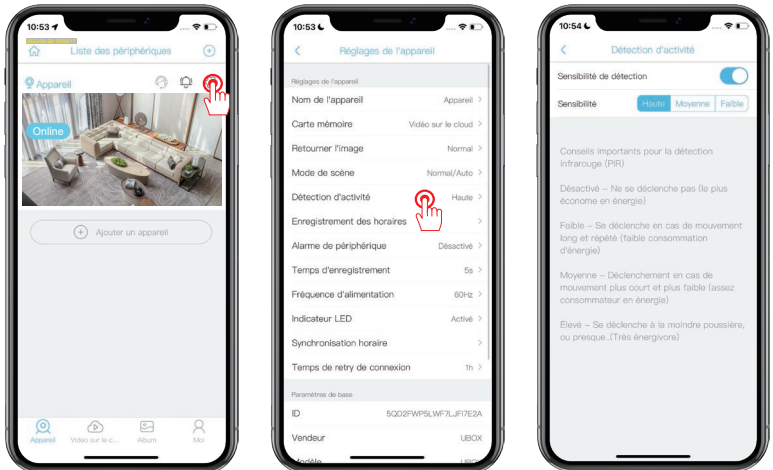 10:53
Liste des périphériques
Appareil
Online
Ajouter un appareil
Appareil
Vidéo sur le c...
Album
Moi
10:53
Réglages de l'appareil
Réglages de l'appareil
Nom de l'appareil Appareil
Carte mémoire Vidéo sur le cloud
Retourner l'image Normal
Mode de scène Normal/Auto
Détection d'activité Haute
Enregistrement des horaires
Alarme de périphérique Désactivé
Temps d'enregistrement 5s
Fréquence d'alimentation 60Hz
Indicateur LED Activé
Synchronisation horaire
Temps de retry de connexion 1h
Paramètres de base
ID 5QD2FWP5LWF7LJFI7E2A
Vendeur UBOX
Modèle
10:54
Détection d'activité
Sensibilité de détection
Sensibilité Haute Moyenne Faible
Conseils importants pour la détection
infrarouge (PIR)
Désactivé – Ne se déclenche pas (le plus
économe en énergie)
Faible – Se déclenche en cas de mouvement
long et répété (faible consommation
d'énergie)
Moyenne – Déclenchement en cas de
mouvement plus court et plus faible (assez
consommateur en énergie)
Élevé – Se déclenche à la moindre poussière,
ou presque..(Très énergivore)